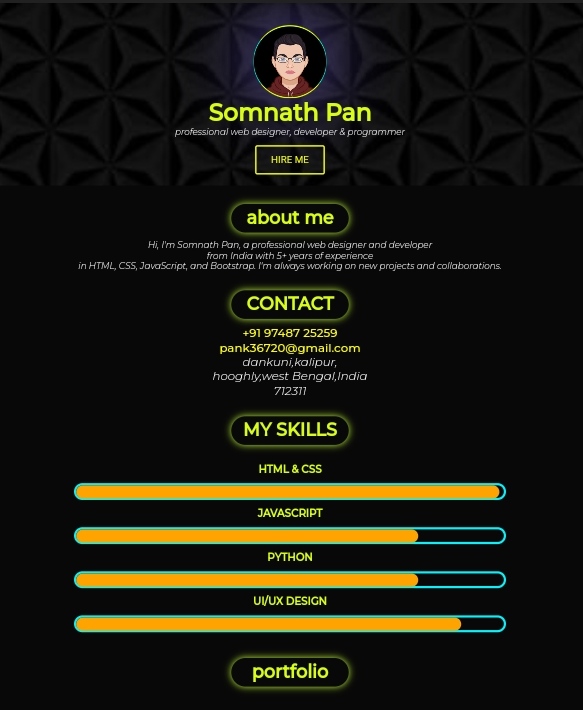 Somnath Pan
professional web designer, developer & programmer
HIRE ME
about me
Hi, I'm Somnath Pan, a professional web designer and developer
from India with 5+ years of experience
in HTML, CSS, JavaScript, and Bootstrap. I'm always working on new projects and collaborations.
CONTACT
+91 97487 25259
pank36720@gmail.com
dankuni,kalipur,
hooghly,west Bengal,India
712311
MY SKILLS
HTML & CSS
JAVASCRIPT
PYTHON
UI/UX DESIGN
portfolio